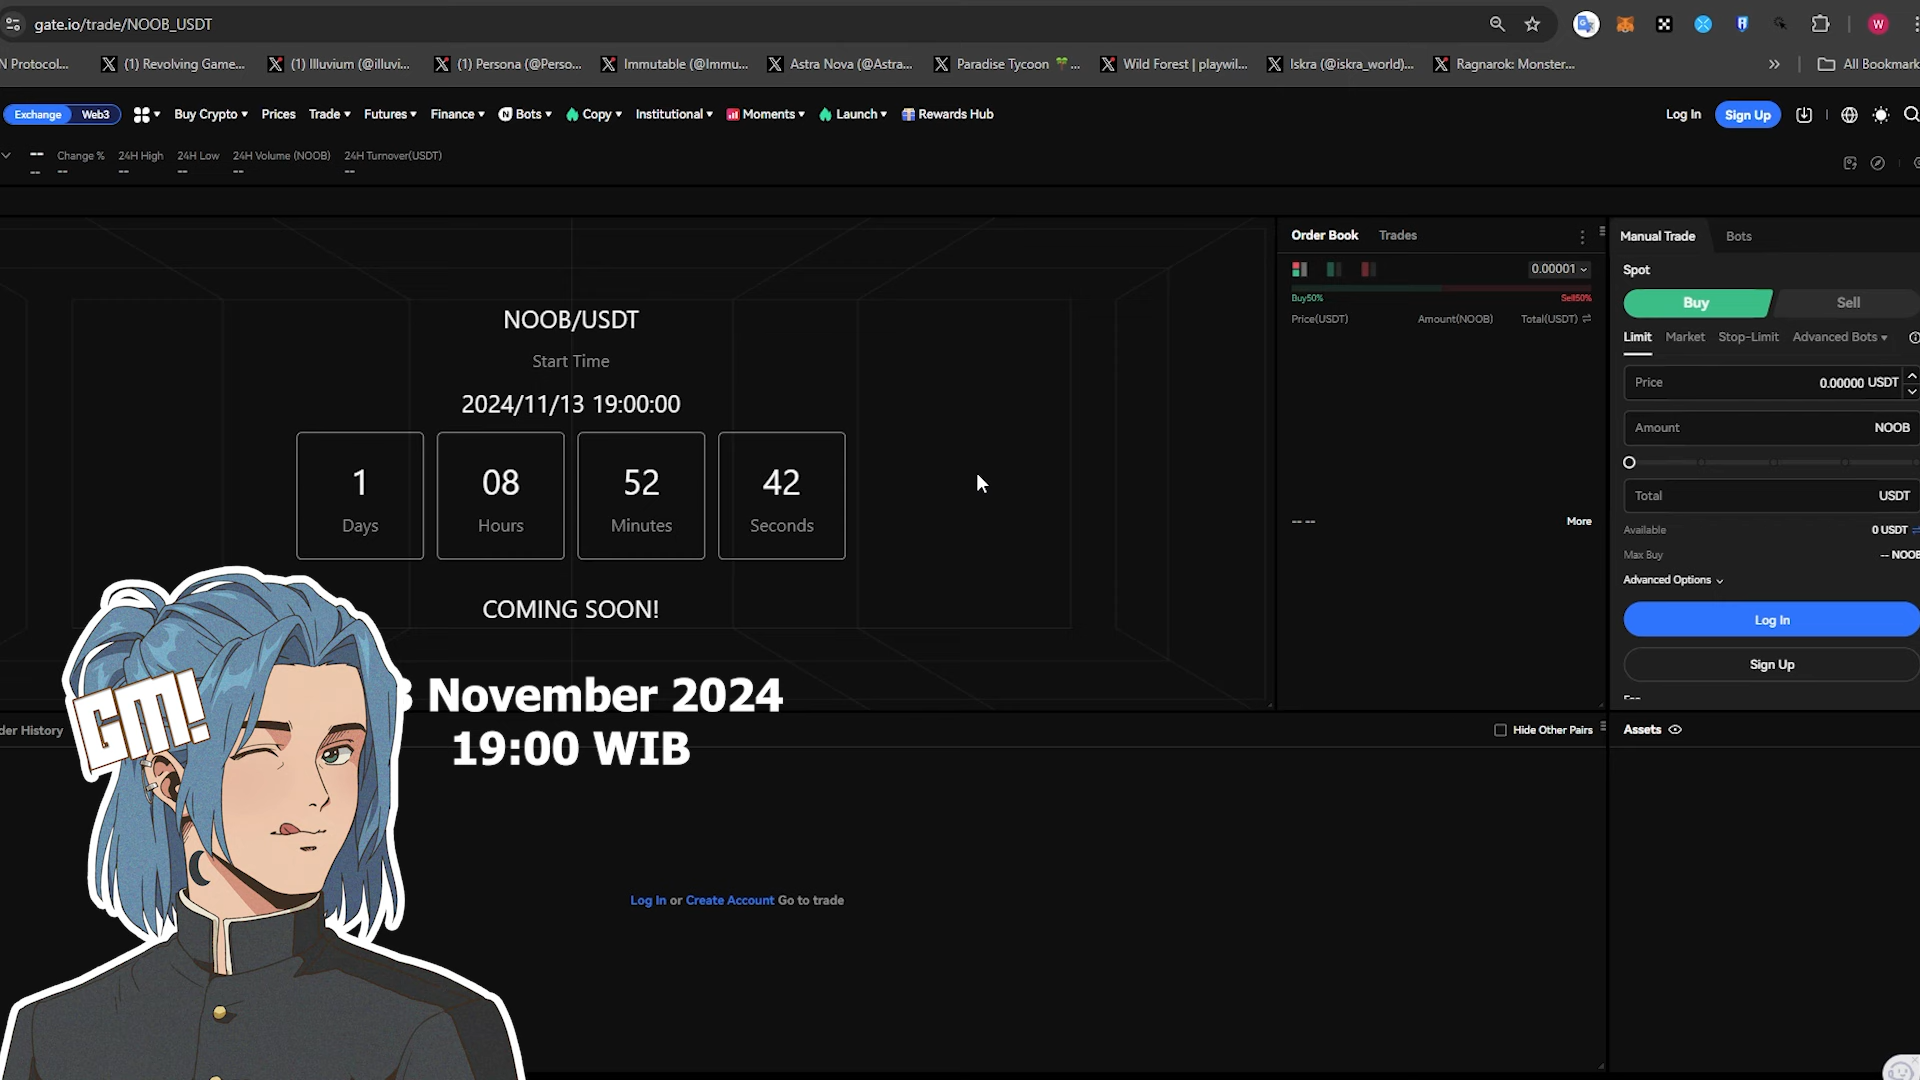 gate.io/trade/NOOB_USDT
W
N Protocol...
(1) Revolving Game...
(1) Illuvium (@illuvi...
(1) Persona (@Perso...
Immutable (@Immu...
Astra Nova (@Astra...
Paradise Tycoon 🌴...
Wild Forest | playwil...
Iskra (@iskra_world)...
Ragnarok: Monster...
All Bookmark
Exchange
Web3
Buy Crypto
Prices
Trade
Futures
Finance
Bots
Copy
Institutional
Moments
Launch
Rewards Hub
Log In
Sign Up
-- Change % 24H High 24H Low 24H Volume (NOOB) 24H Turnover(USDT)
-- -- -- -- -- --
NOOB/USDT
Start Time
2024/11/13 19:00:00
1 08 52 42
Days Hours Minutes Seconds
COMING SOON!
November 2024
19:00 WIB
GM!
Order Book Trades
0.00001
Buy50% Sell50%
Price(USDT) Amount(NOOB) Total(USDT)
-- -- More
Manual Trade Bots
Spot
Buy Sell
Limit Market Stop-Limit Advanced Bots
Price 0.00000 USDT
Amount NOOB
Total USDT
Available 0 USDT
Max Buy -- NOOB
Advanced Options
Log In
Sign Up
der History
Hide Other Pairs
Assets
Log In or Create Account Go to trade